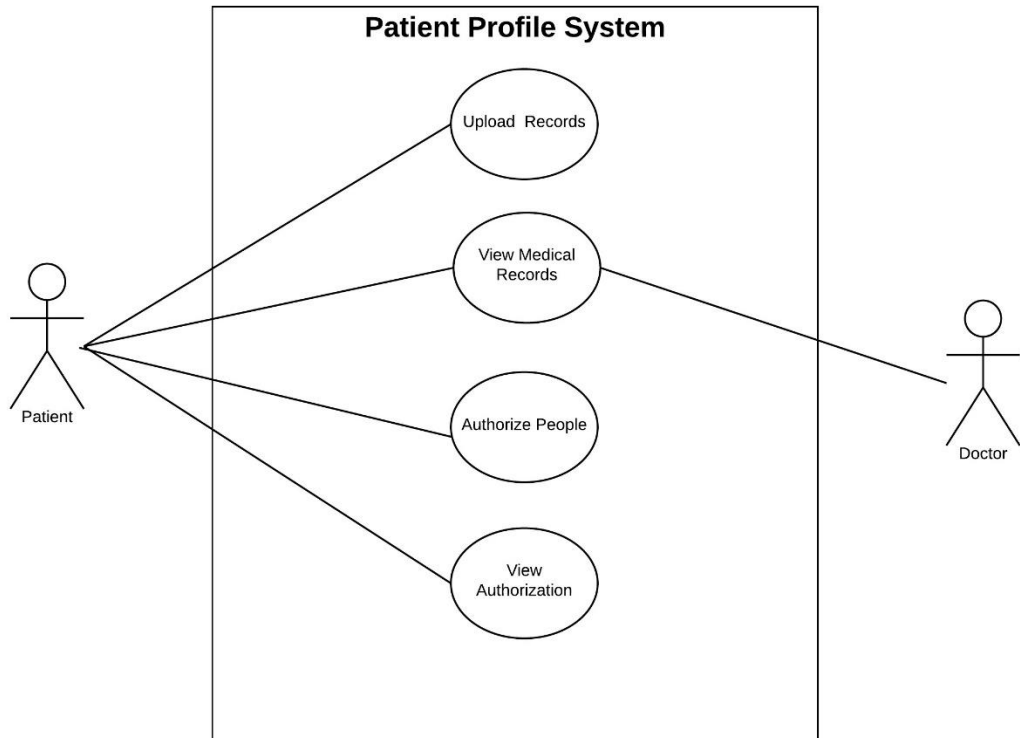 Patient Profile System
Upload Records
View Medical
Records
Authorize People
View
Authorization
Patient
Doctor